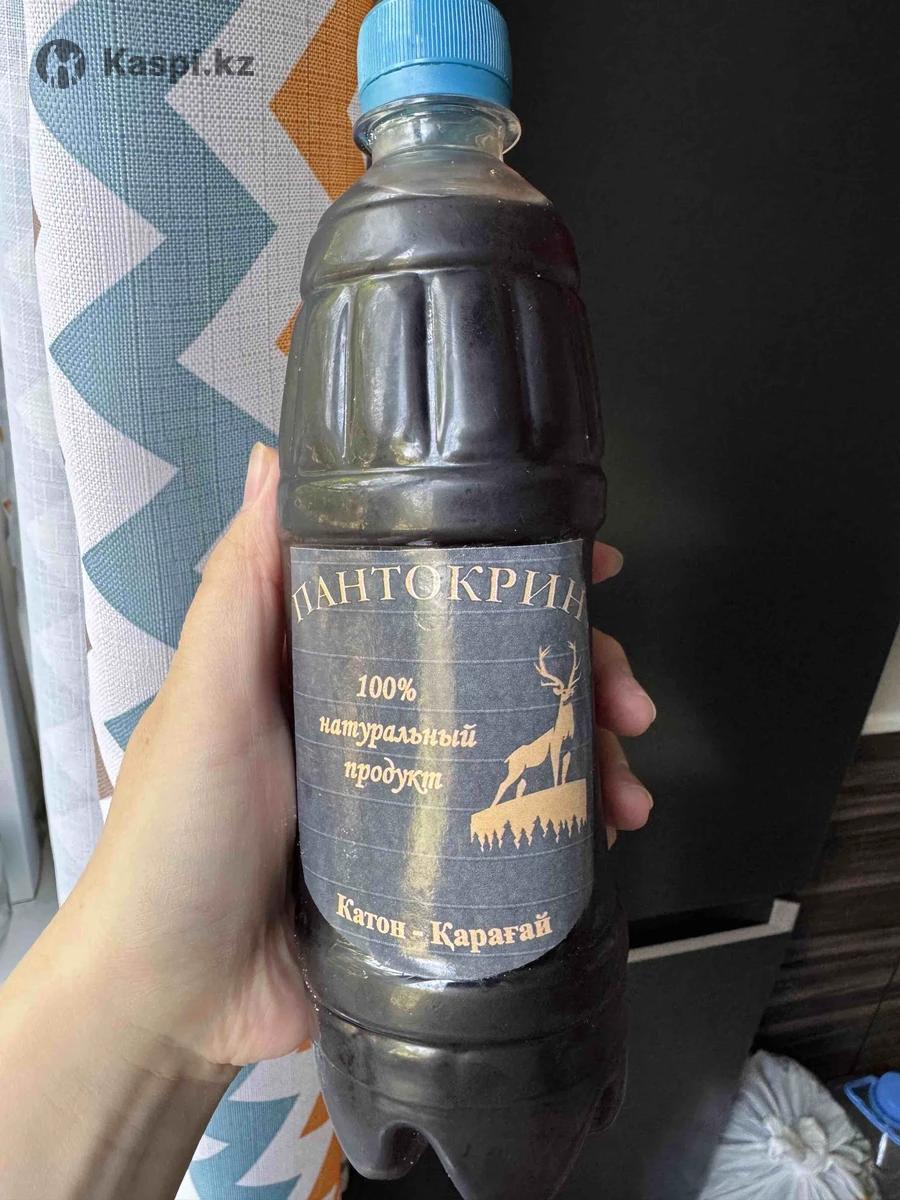 Kaspi.kz
ПАНТОКРИН
100%
натуральный
продукт
Катон - Қарағай